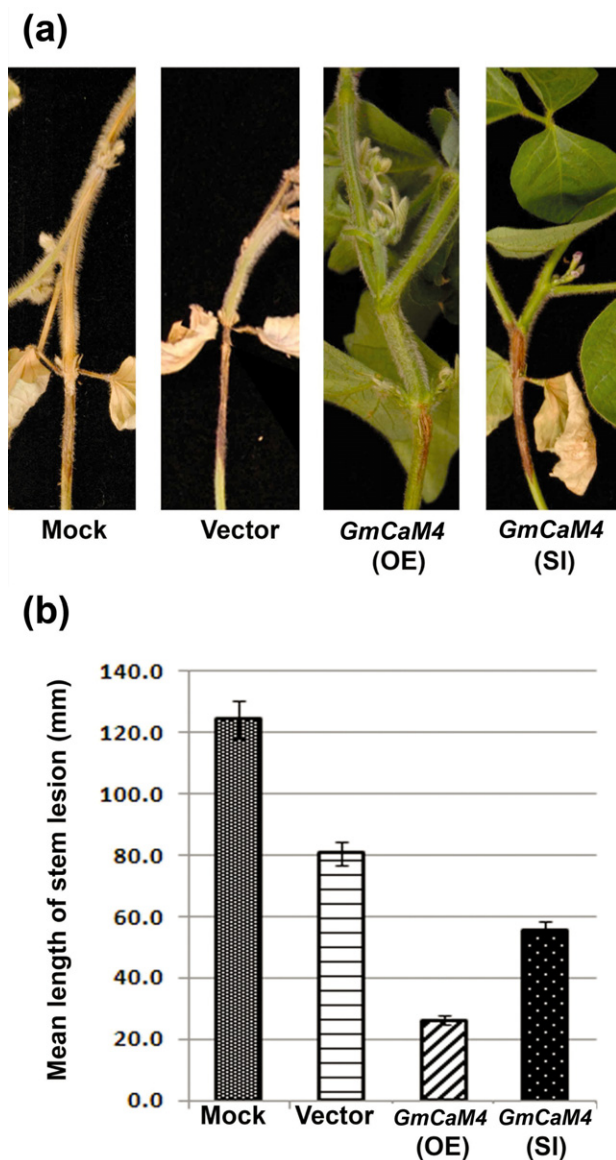 (a)
Mock Vector GmCaM4 GmCaM4
(OE) (SI)
(b)
Mean length of stem lesion (mm)
140.0
120.0
100.0
80.0
60.0
40.0
20.0
0.0
Mock Vector GmCaM4 GmCaM4
(OE) (SI)